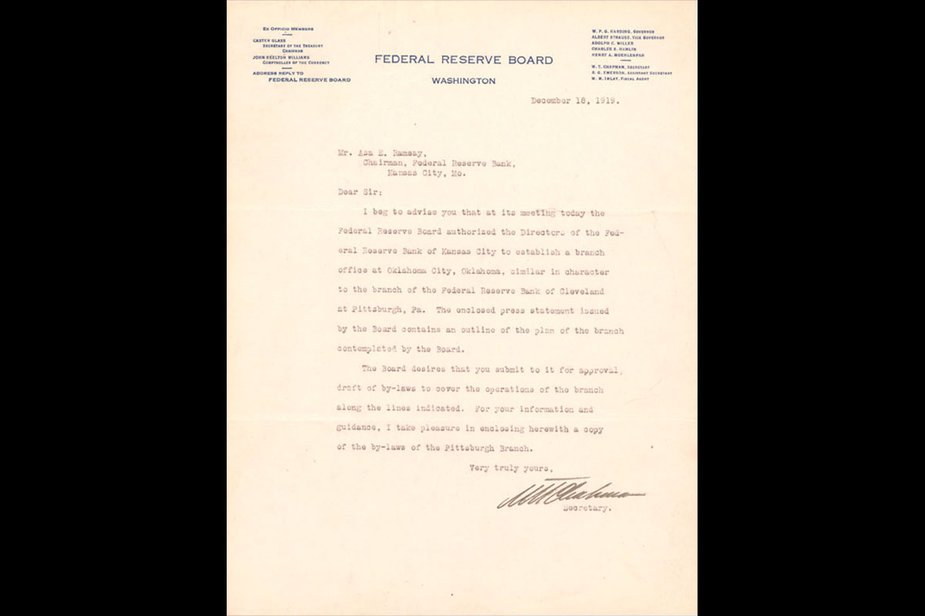 EX OFFICIO MEMBERS
CARTER GLASS
SECRETARY OF THE TREASURY
CHAIRMAN
JOHN SKELTON WILLIAMS
COMPTROLLER OF THE CURRENCY
ADDRESS REPLY TO
FEDERAL RESERVE BOARD
FEDERAL RESERVE BOARD
WASHINGTON
W. P. G. HARDING, GOVERNOR
ALBERT STRAUSS, VICE GOVERNOR
ADOLPH C. MILLER
CHARLES S. HAMLIN
HENRY A. MOEHLENPAH
W. T. CHAPMAN, SECRETARY
R. G. EMERSON, ASSISTANT SECRETARY
W. M. IMLAY, FISCAL AGENT
December 18, 1919.
Mr. Asa E. Ramsay,
Chairman, Federal Reserve Bank,
Kansas City, Mo.
Dear Sir:
I beg to advise you that at its meeting today the
Federal Reserve Board authorized the Directors of the Fed-
eral Reserve Bank of Kansas City to establish a branch
office at Oklahoma City, Oklahoma, similar in character
to the branch of the Federal Reserve Bank of Cleveland
at Pittsburgh, Pa. The enclosed press statement issued
by the Board contains an outline of the plan of the branch
contemplated by the Board.
The Board desires that you submit to it for approval,
draft of by-laws to cover the operations of the branch
along the lines indicated. For your information and
guidance, I take pleasure in enclosing herewith a copy
of the by-laws of the Pittsburgh Branch.
Very truly yours,
W T Chapman
Secretary.